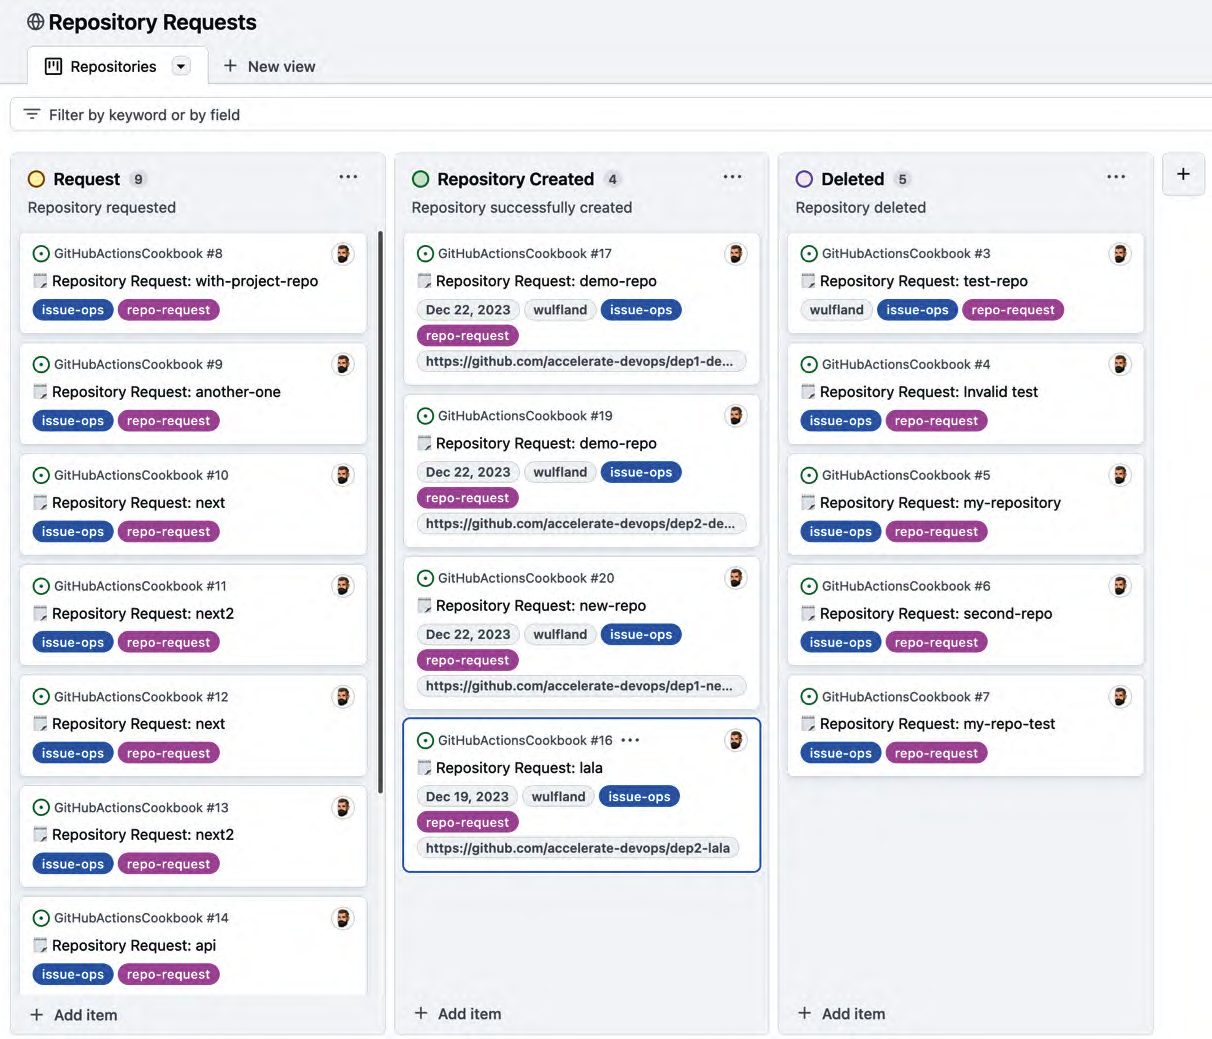 Repository Requests
Repositories
New view
Filter by keyword or by field
Request 9
Repository requested
GitHubActionsCookbook #8
Repository Request: with-project-repo
issue-ops repo-request
GitHubActionsCookbook #9
Repository Request: another-one
issue-ops repo-request
GitHubActionsCookbook #10
Repository Request: next
issue-ops repo-request
GitHubActionsCookbook #11
Repository Request: next2
issue-ops repo-request
GitHubActionsCookbook #12
Repository Request: next
issue-ops repo-request
GitHubActionsCookbook #13
Repository Request: next2
issue-ops repo-request
GitHubActionsCookbook #14
Repository Request: api
issue-ops repo-request
+ Add item
Repository Created 4
Repository successfully created
GitHubActionsCookbook #17
Repository Request: demo-repo
Dec 22, 2023 wulfland issue-ops
repo-request
https://github.com/accelerate-devops/dep1-de...
GitHubActionsCookbook #19
Repository Request: demo-repo
Dec 22, 2023 wulfland issue-ops
repo-request
https://github.com/accelerate-devops/dep2-de...
GitHubActionsCookbook #20
Repository Request: new-repo
Dec 22, 2023 wulfland issue-ops
repo-request
https://github.com/accelerate-devops/dep1-ne...
GitHubActionsCookbook #16 ...
Repository Request: lala
Dec 19, 2023 wulfland issue-ops
repo-request
https://github.com/accelerate-devops/dep2-lala
+ Add item
Deleted 5
Repository deleted
GitHubActionsCookbook #3
Repository Request: test-repo
wulfland issue-ops repo-request
GitHubActionsCookbook #4
Repository Request: Invalid test
issue-ops repo-request
GitHubActionsCookbook #5
Repository Request: my-repository
issue-ops repo-request
GitHubActionsCookbook #6
Repository Request: second-repo
issue-ops repo-request
GitHubActionsCookbook #7
Repository Request: my-repo-test
issue-ops repo-request
+ Add item